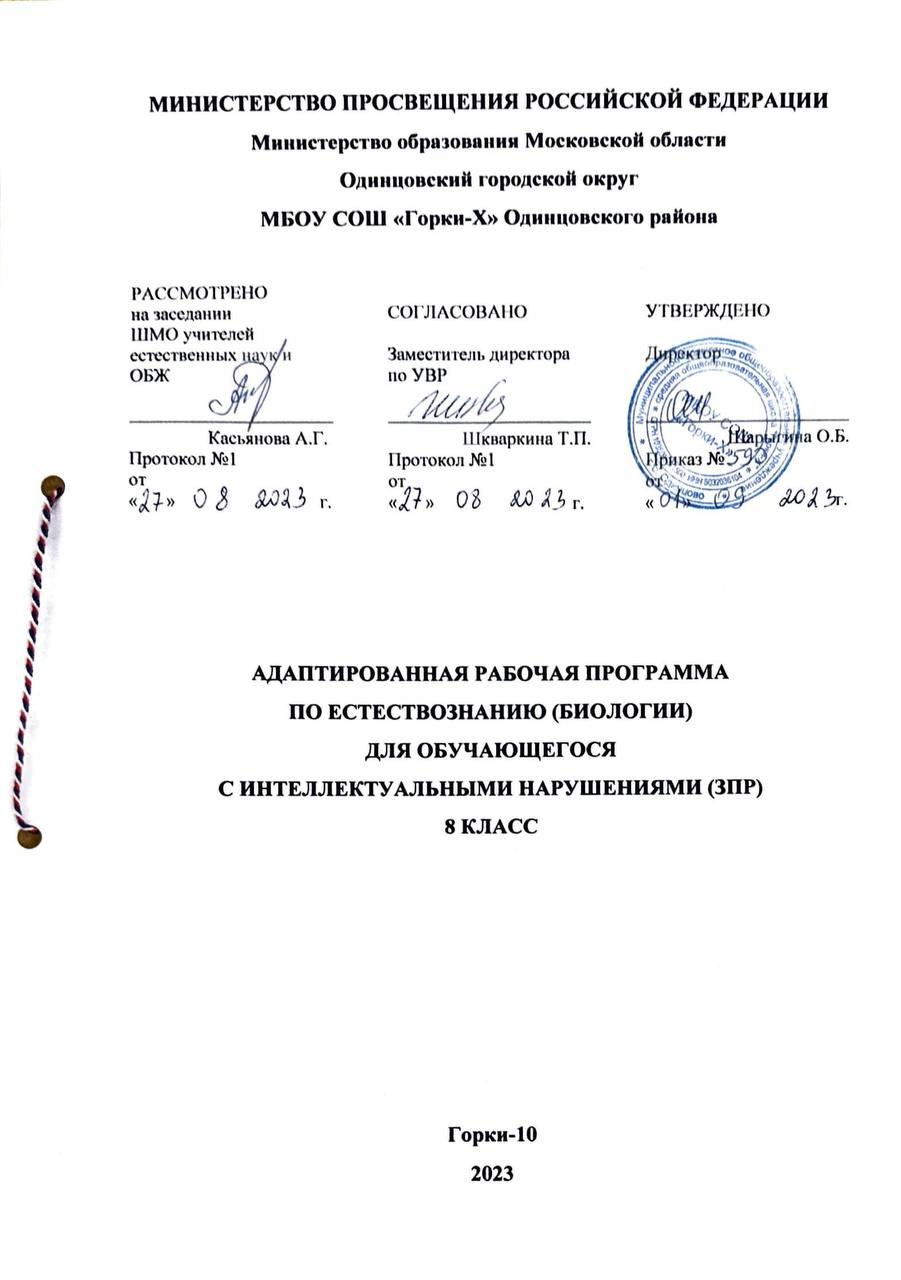 МИНИСТЕРСТВО ПРОСВЕЩЕНИЯ РОССИЙСКОЙ ФЕДЕРАЦИИ
Министерство образования Московской области
Одинцовский городской округ
МБОУ СОШ «Горки-Х» Одинцовского района
РАССМОТРЕНО
на заседании
ШМО учителей
естественных наук и
ОБЖ
Касьянова А.Г.
Протокол №1
от
«27» 08 2023 г.
СОГЛАСОВАНО
Заместитель директора
по УВР
Шкваркина Т.П.
Протокол №1
от
«27» 08 2023 г.
УТВЕРЖДЕНО
Директор
Шарыгина О.Б.
Приказ №
от
«01» 09 2023г.
АДАПТИРОВАННАЯ РАБОЧАЯ ПРОГРАММА
ПО ЕСТЕСТВОЗНАНИЮ (БИОЛОГИИ)
ДЛЯ ОБУЧАЮЩЕГОСЯ
С ИНТЕЛЛЕКТУАЛЬНЫМИ НАРУШЕНИЯМИ (ЗПР)
8 КЛАСС
Горки-10
2023